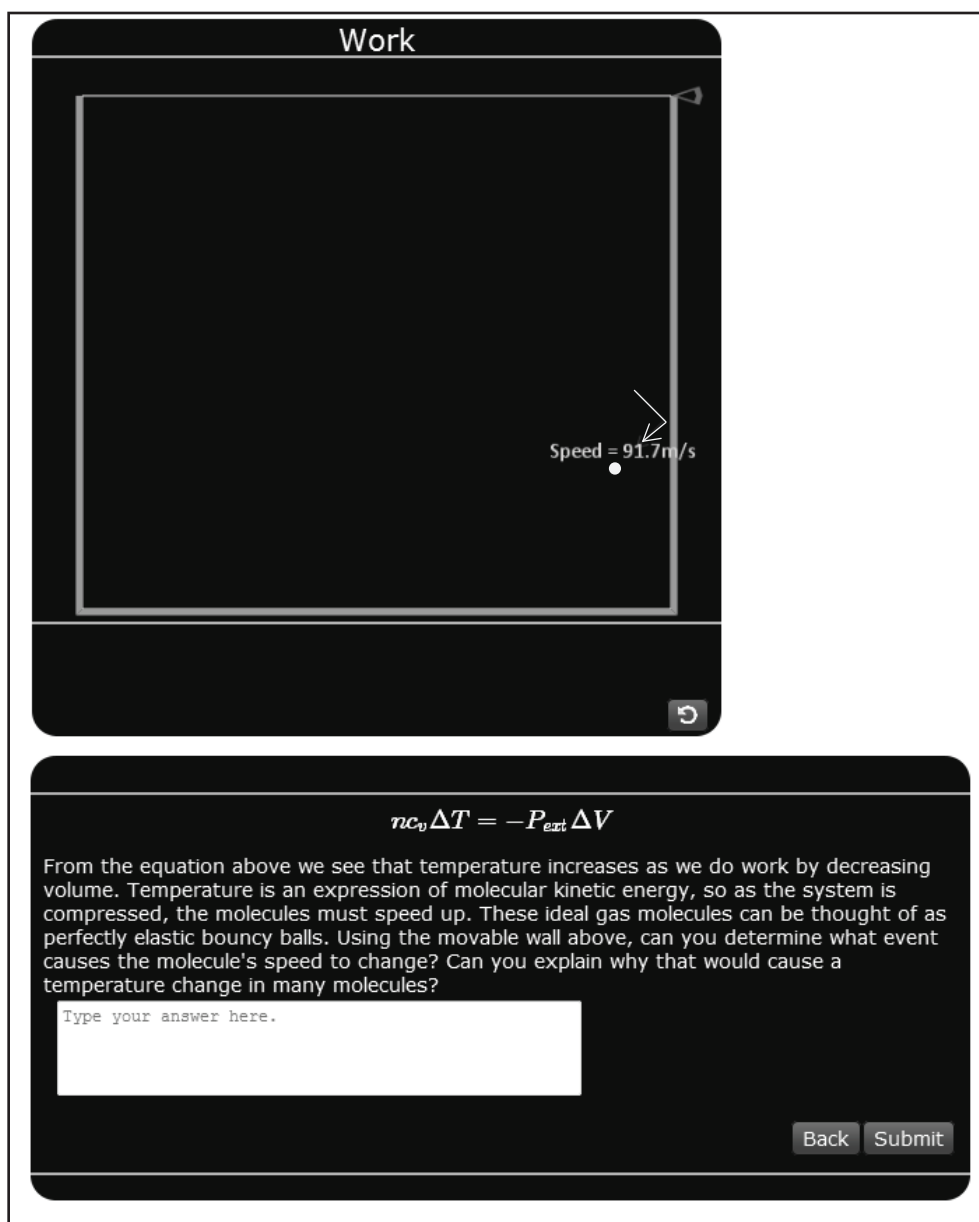 Work
Speed = 91.7m/s
ncᵥΔT = −PₑₓₜΔV
From the equation above we see that temperature increases as we do work by decreasing
volume. Temperature is an expression of molecular kinetic energy, so as the system is
compressed, the molecules must speed up. These ideal gas molecules can be thought of as
perfectly elastic bouncy balls. Using the movable wall above, can you determine what event
causes the molecule's speed to change? Can you explain why that would cause a
temperature change in many molecules?
Type your answer here.
Back Submit